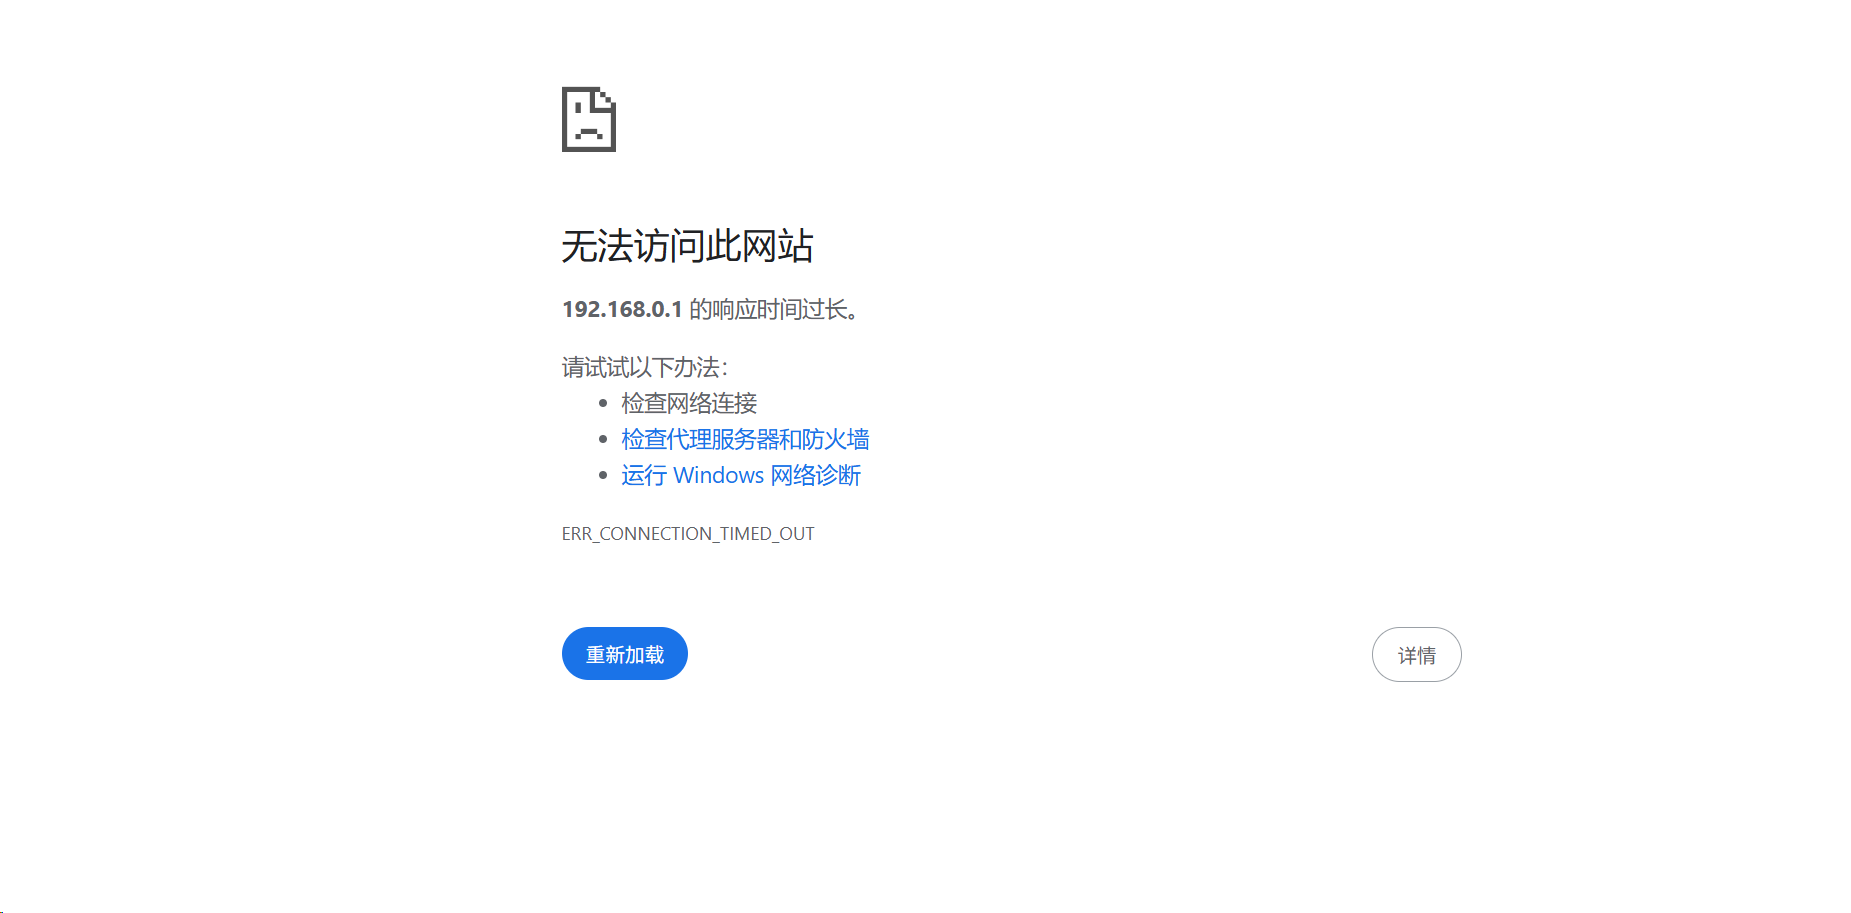 无法访问此网站
192.168.0.1 的响应时间过长。
请试试以下办法：
检查网络连接
检查代理服务器和防火墙
运行 Windows 网络诊断
ERR_CONNECTION_TIMED_OUT
重新加载
详情